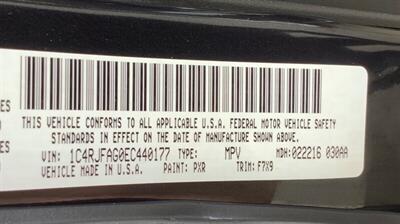 THIS VEHICLE CONFORMS TO ALL APPLICABLE U.S.A. FEDERAL MOTOR VEHICLE SAFETY
STANDARDS IN EFFECT ON THE DATE OF MANUFACTURE SHOWN ABOVE.
VIN: 1C4RJFAG0EC440177 TYPE: MPV MDH:022216 030AA
VEHICLE MADE IN U.S.A. PAINT: PXR TRIM: F7X9